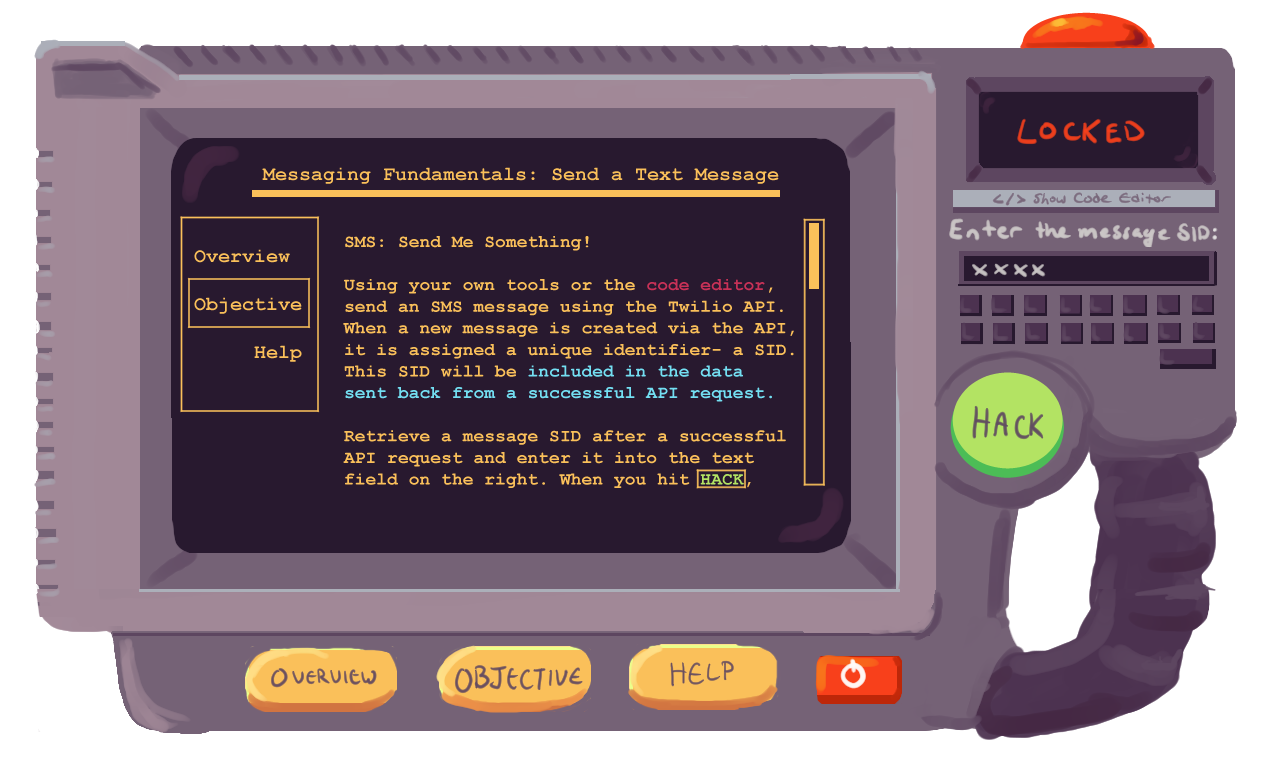 LOCKED
Messaging Fundamentals: Send a Text Message
</> Show Code Editor
Enter the message SID:
xxxx
Overview
Objective
Help
SMS: Send Me Something!
Using your own tools or the code editor,
send an SMS message using the Twilio API.
When a new message is created via the API,
it is assigned a unique identifier- a SID.
This SID will be included in the data
sent back from a successful API request.
Retrieve a message SID after a successful
API request and enter it into the text
field on the right. When you hit HACK,
HACK
OVERVIEW
OBJECTIVE
HELP